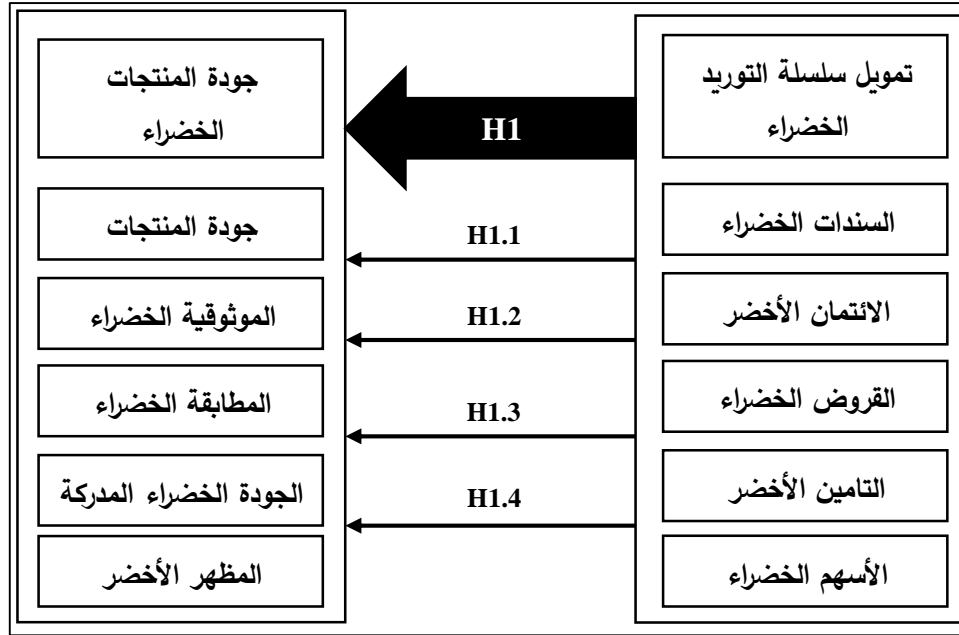 تمويل سلسلة التوريد
الخضراء
السندات الخضراء
الائتمان الأخضر
القروض الخضراء
التامين الأخضر
الأسهم الخضراء
H1
H1.1
H1.2
H1.3
H1.4
جودة المنتجات
الخضراء
جودة المنتجات
الموثوقية الخضراء
المطابقة الخضراء
الجودة الخضراء المدركة
المظهر الأخضر